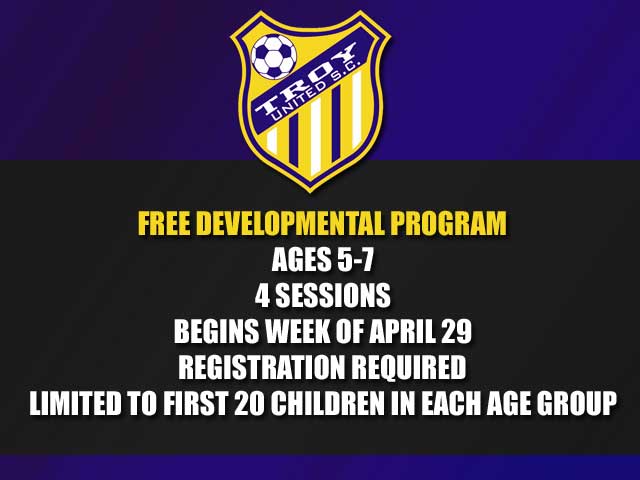 TROY
UNITED S.C.
FREE DEVELOPMENTAL PROGRAM
AGES 5-7
4 SESSIONS
BEGINS WEEK OF APRIL 29
REGISTRATION REQUIRED
LIMITED TO FIRST 20 CHILDREN IN EACH AGE GROUP